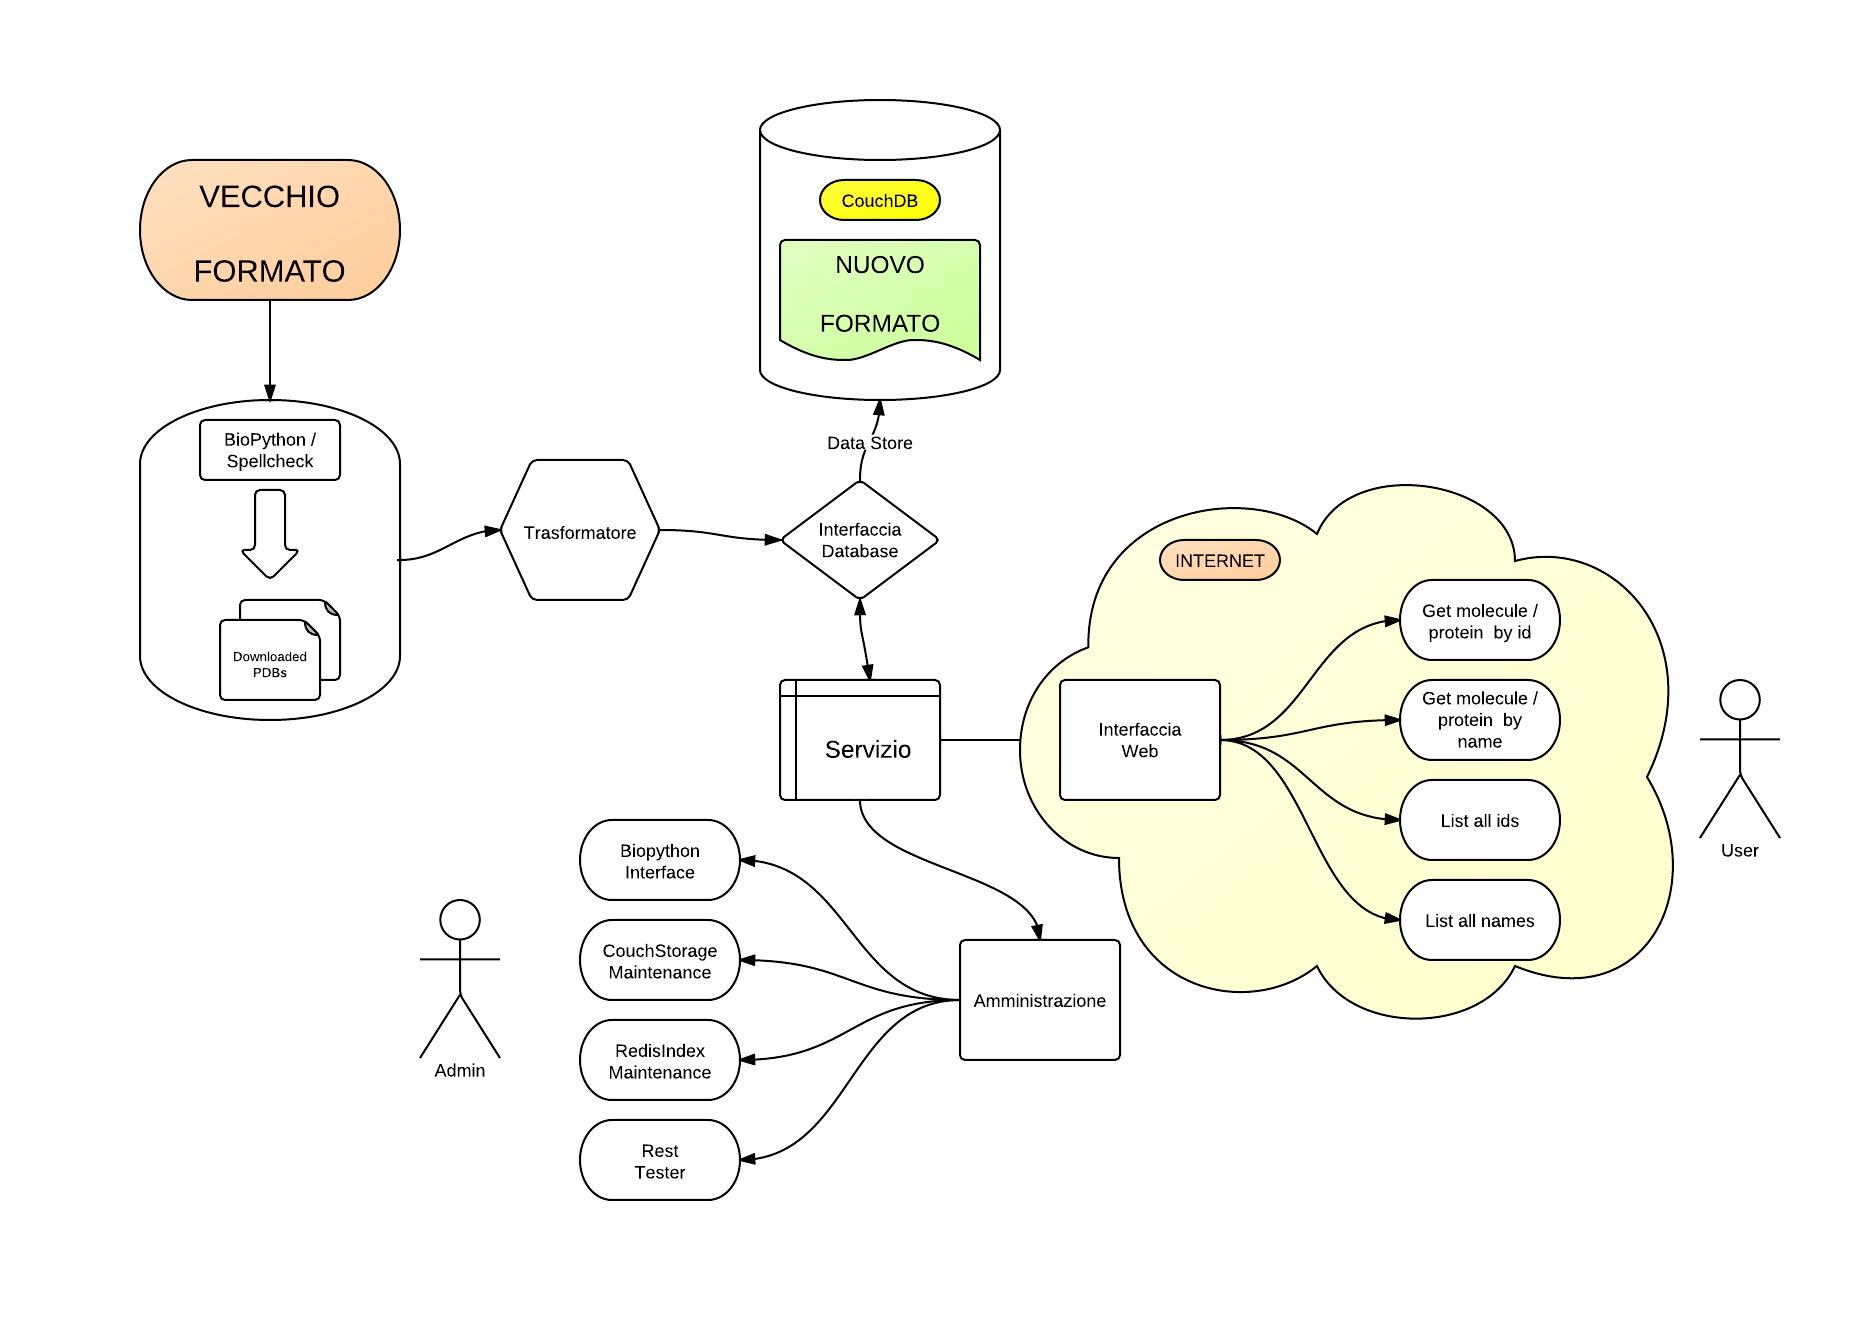 VECCHIO
FORMATO
CouchDB
NUOVO
FORMATO
BioPython /
Spellcheck
Downloaded
PDBs
Trasformatore
Data Store
Interfaccia
Database
Servizio
INTERNET
Interfaccia
Web
Get molecule /
protein by id
Get molecule /
protein by
name
List all ids
List all names
User
Biopython
Interface
CouchStorage
Maintenance
RedisIndex
Maintenance
Rest
Tester
Amministrazione
Admin